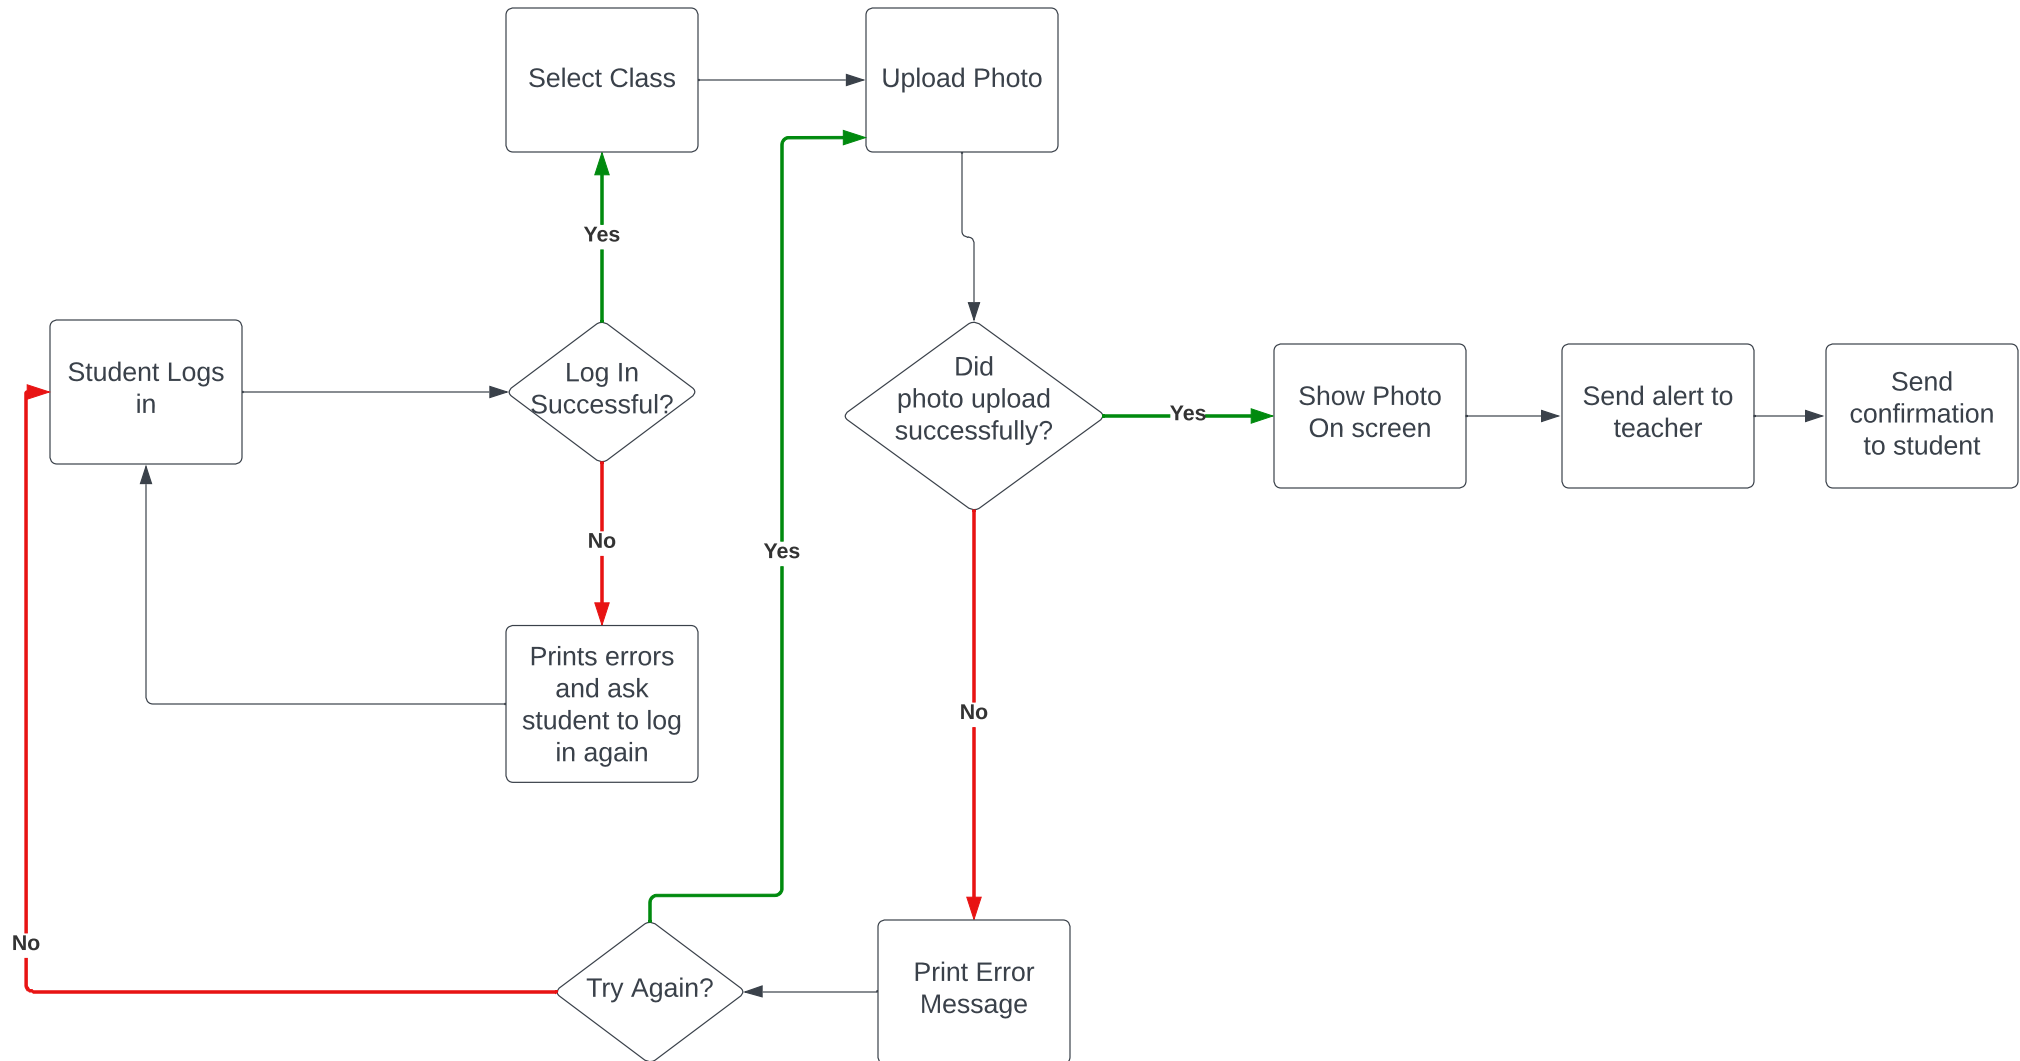 Select Class
Upload Photo
Yes
Student Logs
in
Log In
Successful?
Did
photo upload
successfully?
Yes
Show Photo
On screen
Send alert to
teacher
Send
confirmation
to student
No
Yes
Prints errors
and ask
student to log
in again
No
No
Try Again?
Print Error
Message